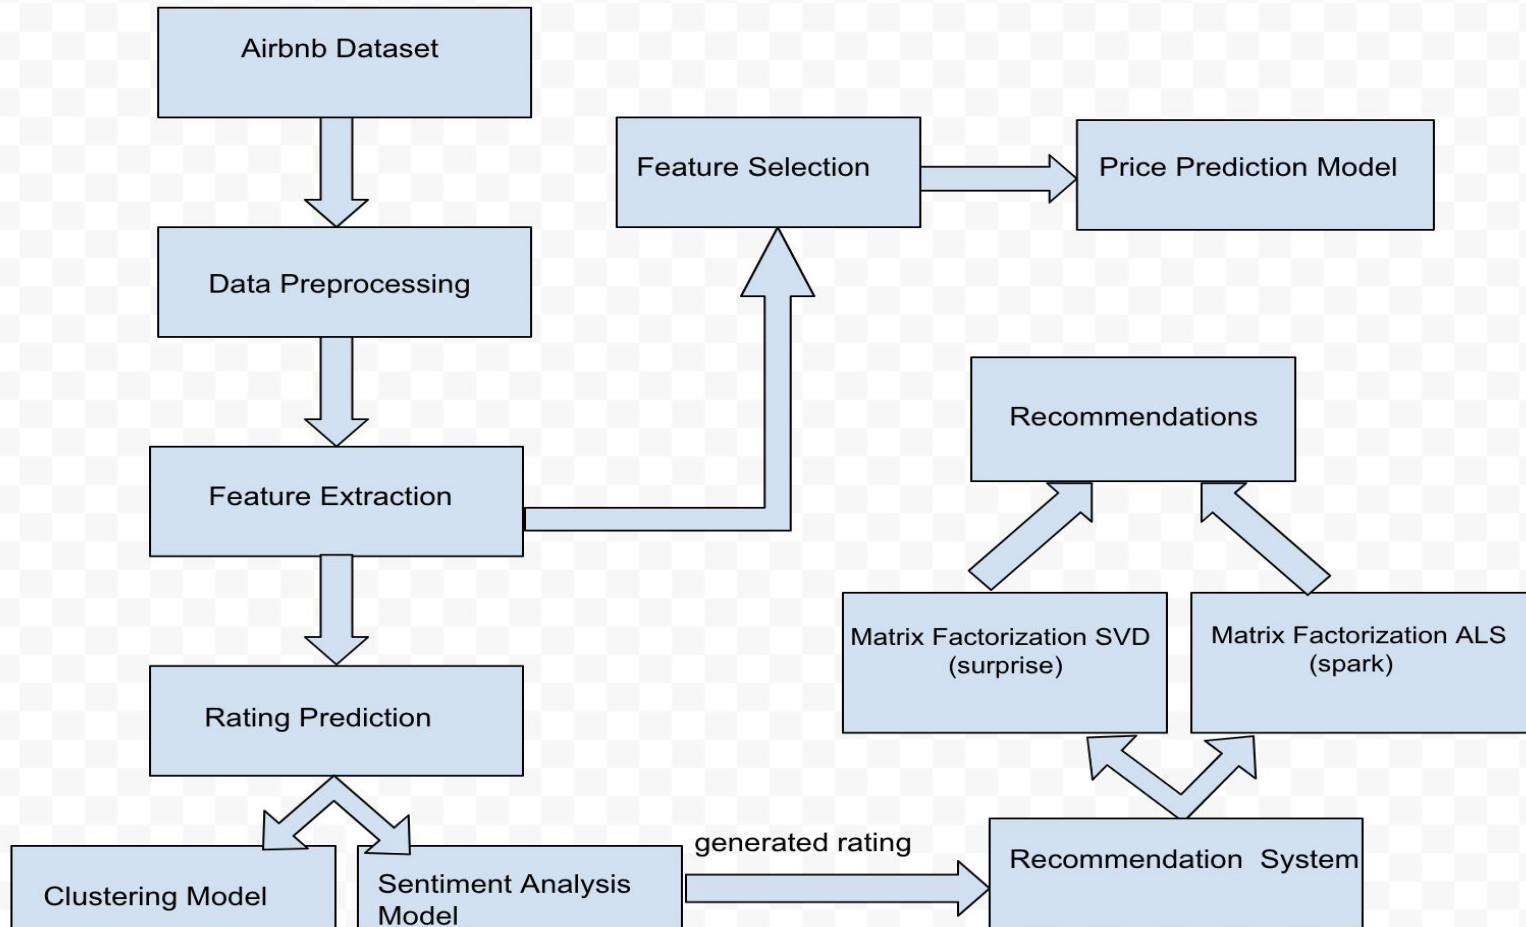 Airbnb Dataset
Data Preprocessing
Feature Extraction
Feature Selection
Price Prediction Model
Rating Prediction
Clustering Model
Sentiment Analysis
Model
generated rating
Recommendation System
Matrix Factorization SVD
(surprise)
Matrix Factorization ALS
(spark)
Recommendations